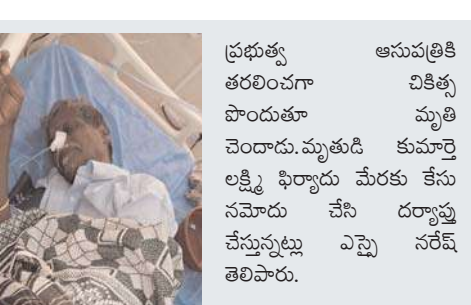 ప్రభుత్వ ఆసుపత్రికి
తరలించగా చికిత్స
పొందుతూ మృతి
చెందాడు.మృతుడి కుమార్తె
లక్ష్మి ఫిర్యాదు మేరకు కేసు
నమోదు చేసి దర్యాప్తు
చేస్తున్నట్లు ఎస్సై నరేష్
తెలిపారు.